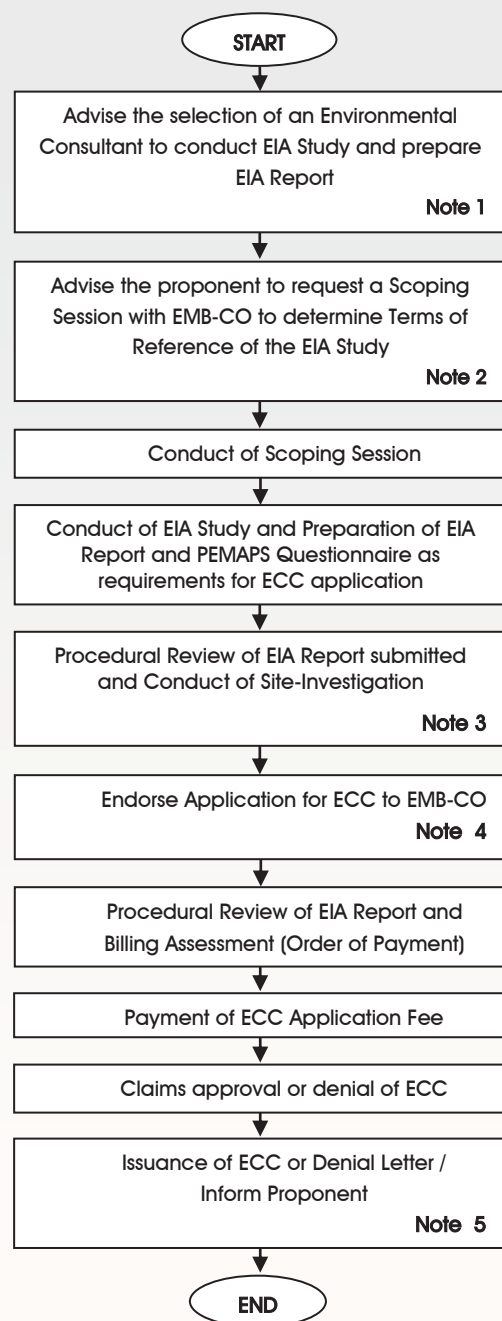 START
Advise the selection of an Environmental
Consultant to conduct EIA Study and prepare
EIA Report
Note 1
Advise the proponent to request a Scoping
Session with EMB-CO to determine Terms of
Reference of the EIA Study
Note 2
Conduct of Scoping Session
Conduct of EIA Study and Preparation of EIA
Report and PEMAPS Questionnaire as
requirements for ECC application
Procedural Review of EIA Report submitted
and Conduct of Site-Investigation
Note 3
Endorse Application for ECC to EMB-CO
Note 4
Procedural Review of EIA Report and
Billing Assessment (Order of Payment)
Payment of ECC Application Fee
Claims approval or denial of ECC
Issuance of ECC or Denial Letter /
Inform Proponent
Note 5
END